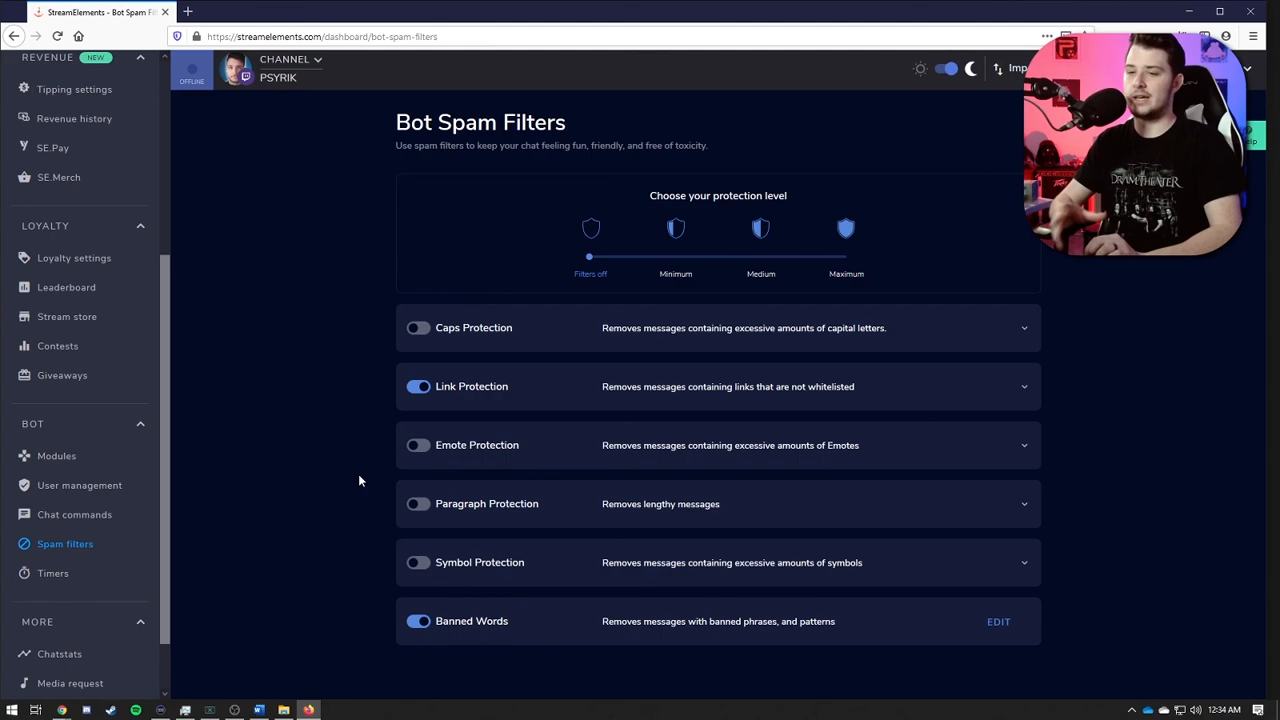 StreamElements - Bot Spam Fil
https://streamelements.com/dashboard/bot-spam-filters
REVENUE NEW
Tipping settings
Revenue history
SE.Pay
SE.Merch
LOYALTY
Loyalty settings
Leaderboard
Stream store
Contests
Giveaways
BOT
Modules
User management
Chat commands
Spam filters
Timers
MORE
Chatstats
Media request
OFFLINE
CHANNEL
PSYRIK
Imp
elp
DREAM THEATER
Bot Spam Filters
Use spam filters to keep your chat feeling fun, friendly, and free of toxicity.
Choose your protection level
Filters off Minimum Medium Maximum
Caps Protection Removes messages containing excessive amounts of capital letters.
Link Protection Removes messages containing links that are not whitelisted
Emote Protection Removes messages containing excessive amounts of Emotes
Paragraph Protection Removes lengthy messages
Symbol Protection Removes messages containing excessive amounts of symbols
Banned Words Removes messages with banned phrases, and patterns EDIT
12:34 AM